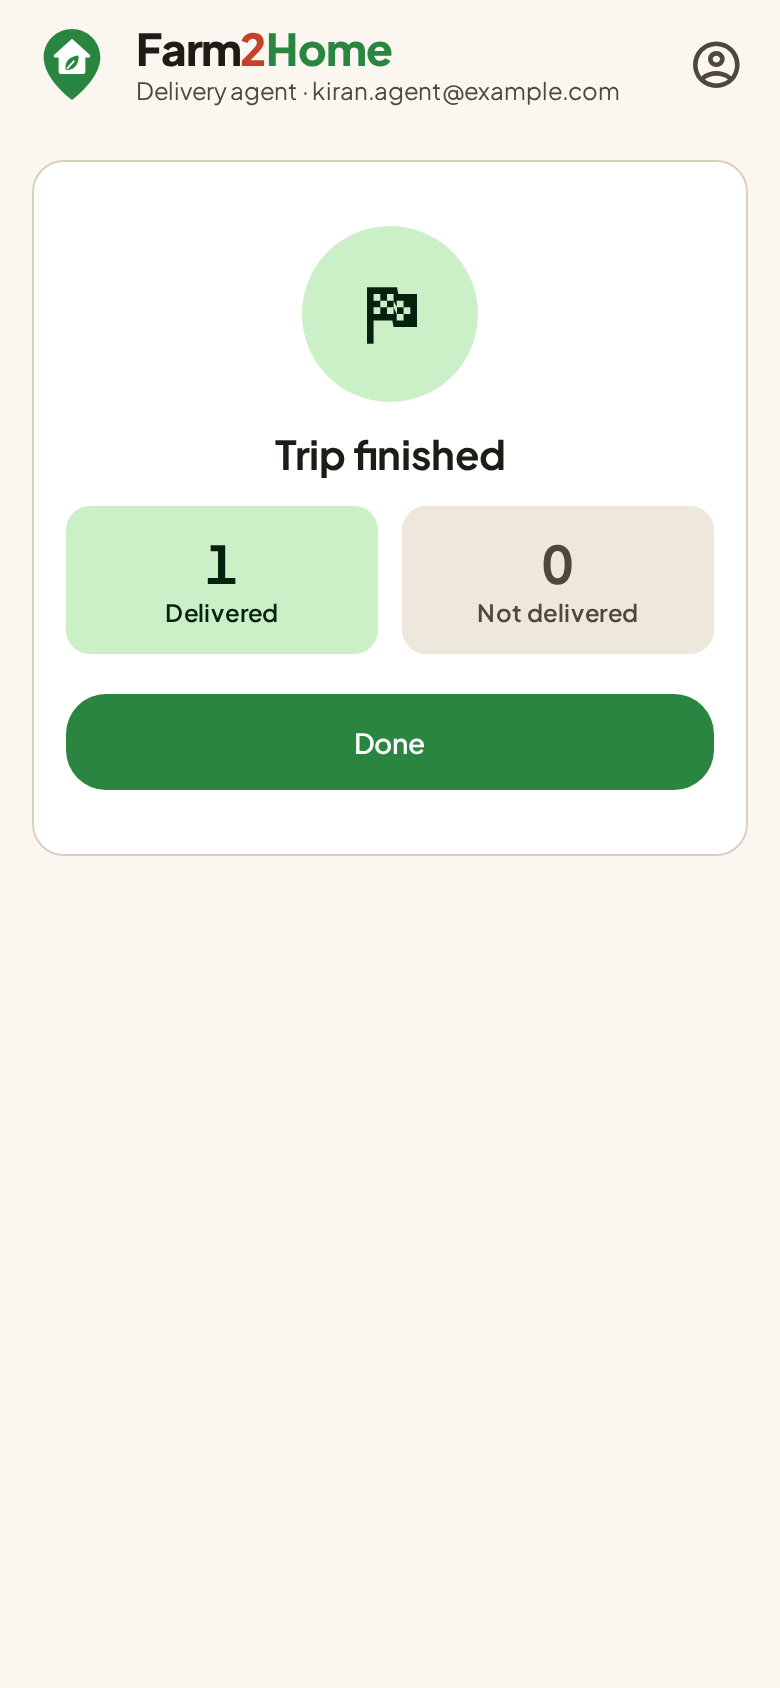 Farm2Home
Delivery agent · kiran.agent@example.com
Trip finished
1
Delivered
0
Not delivered
Done